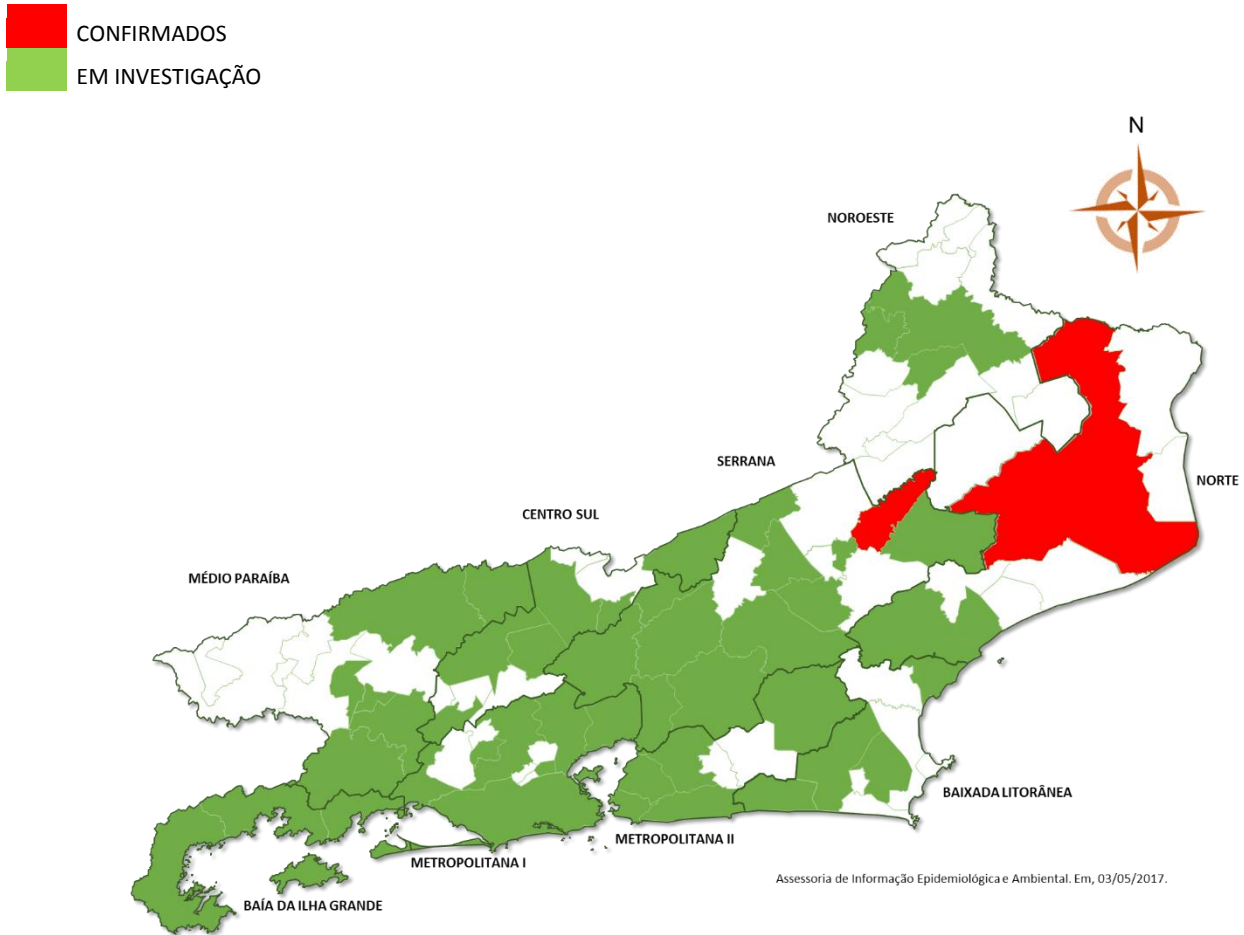 CONFIRMADOS
EM INVESTIGAÇÃO
N
NOROESTE
SERRANA
NORTE
CENTRO SUL
MÉDIO PARAÍBA
BAIXADA LITORÂNEA
METROPOLITANA II
METROPOLITANA I
Assessoria de Informação Epidemiológica e Ambiental. Em, 03/05/2017.
BAÍA DA ILHA GRANDE